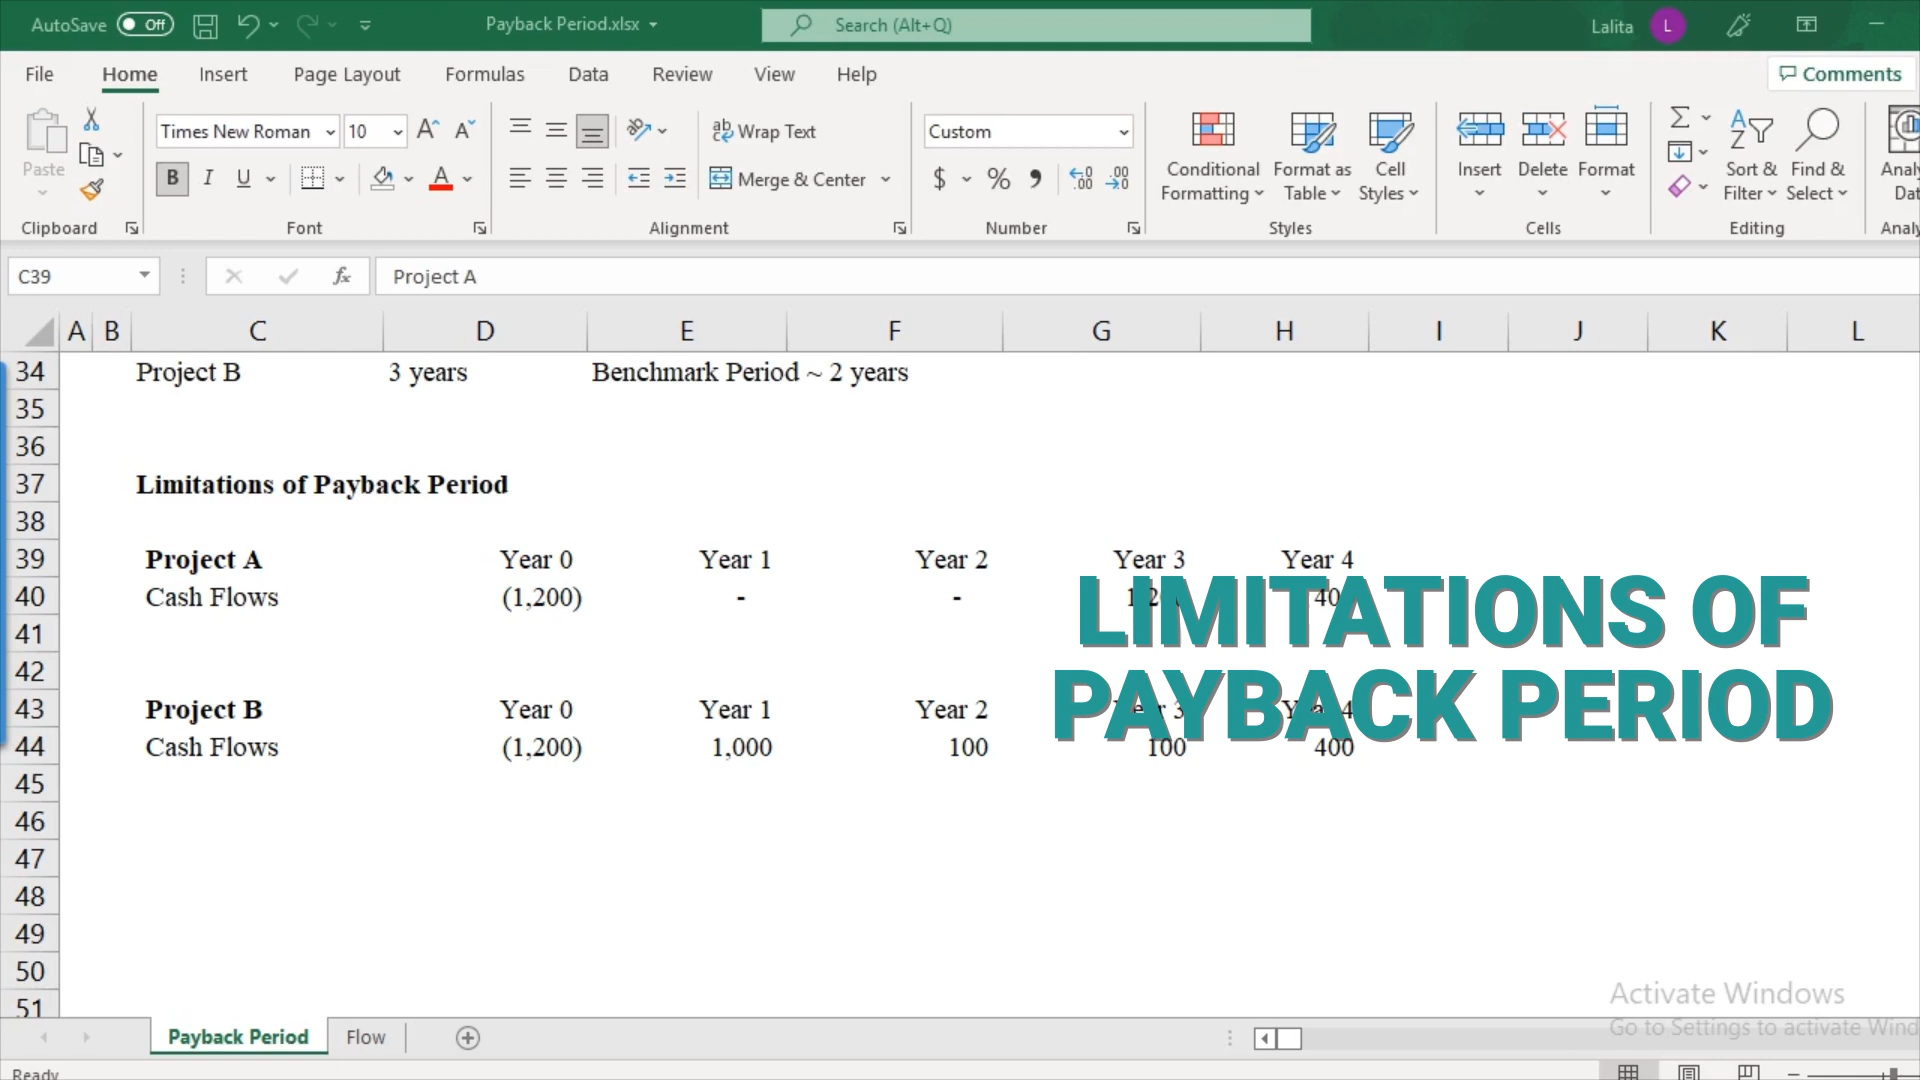 AutoSave Off Payback Period.xlsx Search (Alt+Q) Lalita L
File Home Insert Page Layout Formulas Data Review View Help Comments
Paste Times New Roman 10 A A ab Wrap Text Custom Conditional Formatting Format as Table Cell Styles Insert Delete Format Sort & Filter Find & Select
B I U A Merge & Center $ % 9
Clipboard Font Alignment Number Styles Cells Editing
C39 fx Project A
A B C D E F G H I J K L
34 Project B 3 years Benchmark Period ~ 2 years
35
36
37 Limitations of Payback Period
38
39 Project A Year 0 Year 1 Year 2 Year 3 Year 4
40 Cash Flows (1,200) - -
LIMITATIONS OF
41
42
43 Project B Year 0 Year 1 Year 2
PAYBACK PERIOD
44 Cash Flows (1,200) 1,000 100 100 400
45
46
47
48
49
50
51
Activate Windows
Go to Settings to activate Wind
Payback Period Flow
Ready